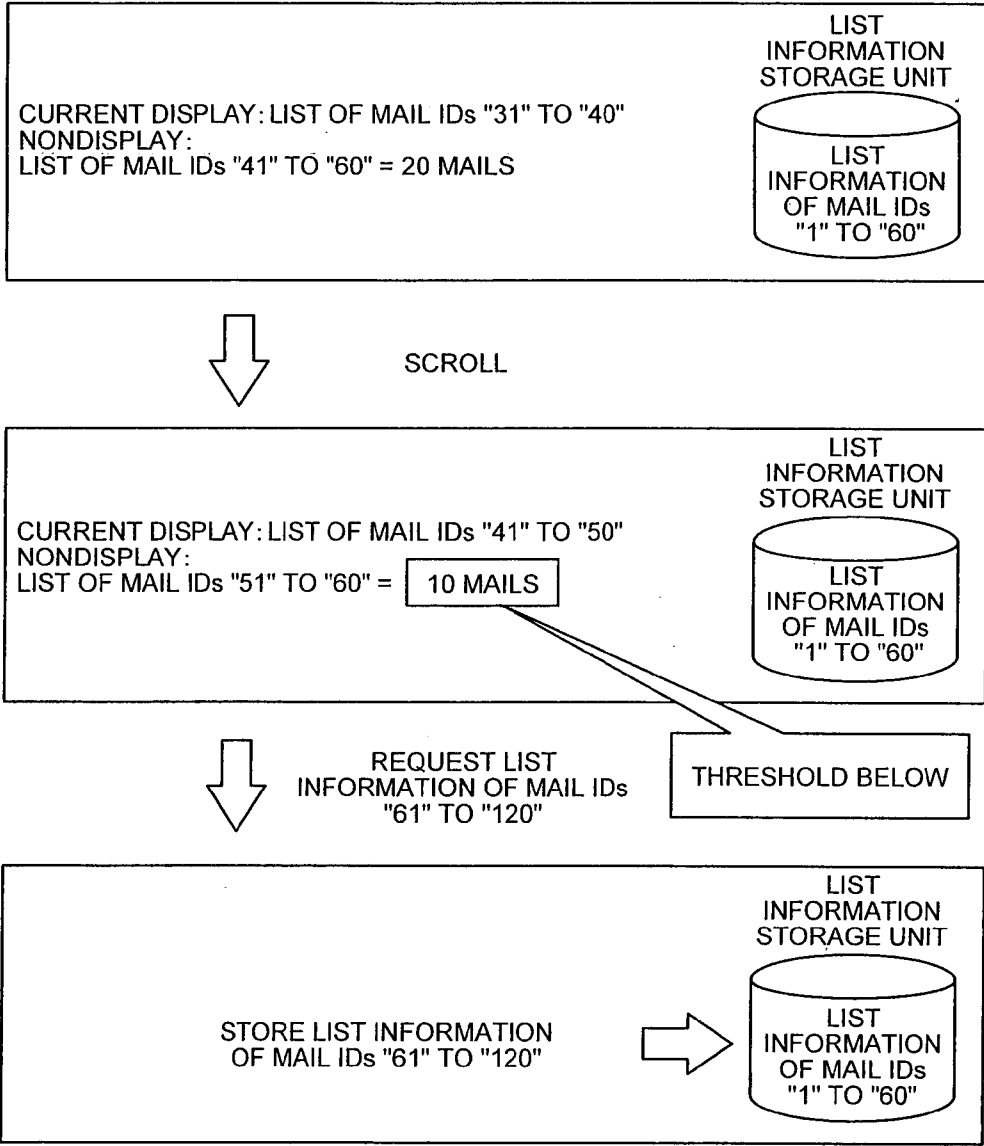 LIST
INFORMATION
STORAGE UNIT
CURRENT DISPLAY: LIST OF MAIL IDs "31" TO "40"
NONDISPLAY:
LIST OF MAIL IDs "41" TO "60" = 20 MAILS
LIST
INFORMATION
OF MAIL IDs
"1" TO "60"
SCROLL
LIST
INFORMATION
STORAGE UNIT
CURRENT DISPLAY: LIST OF MAIL IDs "41" TO "50"
NONDISPLAY:
LIST OF MAIL IDs "51" TO "60" = 10 MAILS
LIST
INFORMATION
OF MAIL IDs
"1" TO "60"
REQUEST LIST
INFORMATION OF MAIL IDs
"61" TO "120"
THRESHOLD BELOW
LIST
INFORMATION
STORAGE UNIT
STORE LIST INFORMATION
OF MAIL IDs "61" TO "120"
LIST
INFORMATION
OF MAIL IDs
"1" TO "60"